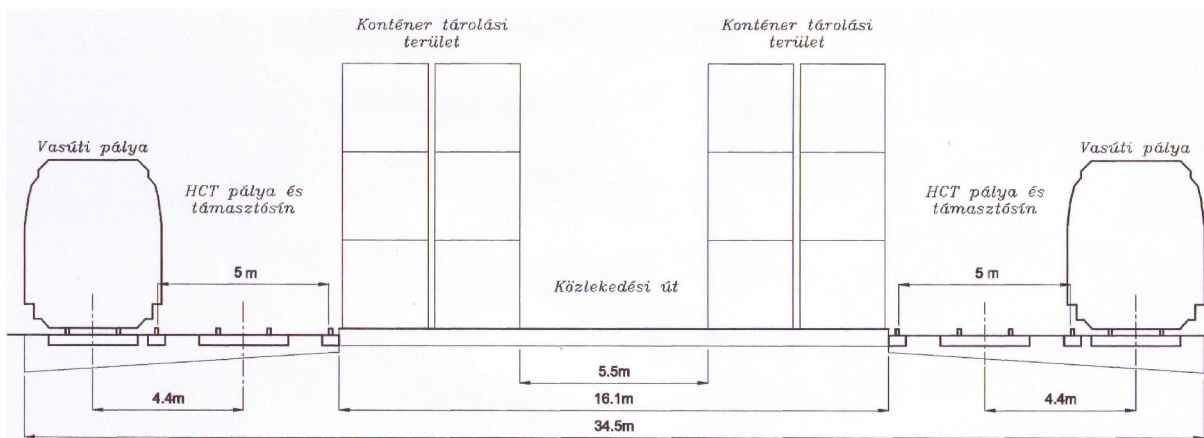 Konténer tárolási
terület
Konténer tárolási
terület
Vasúti pálya
Vasúti pálya
HCT pálya és
támasztósín
HCT pálya és
támasztósín
5 m
Közlekedési út
5 m
5.5m
4.4m
16.1m
4.4m
34.5m